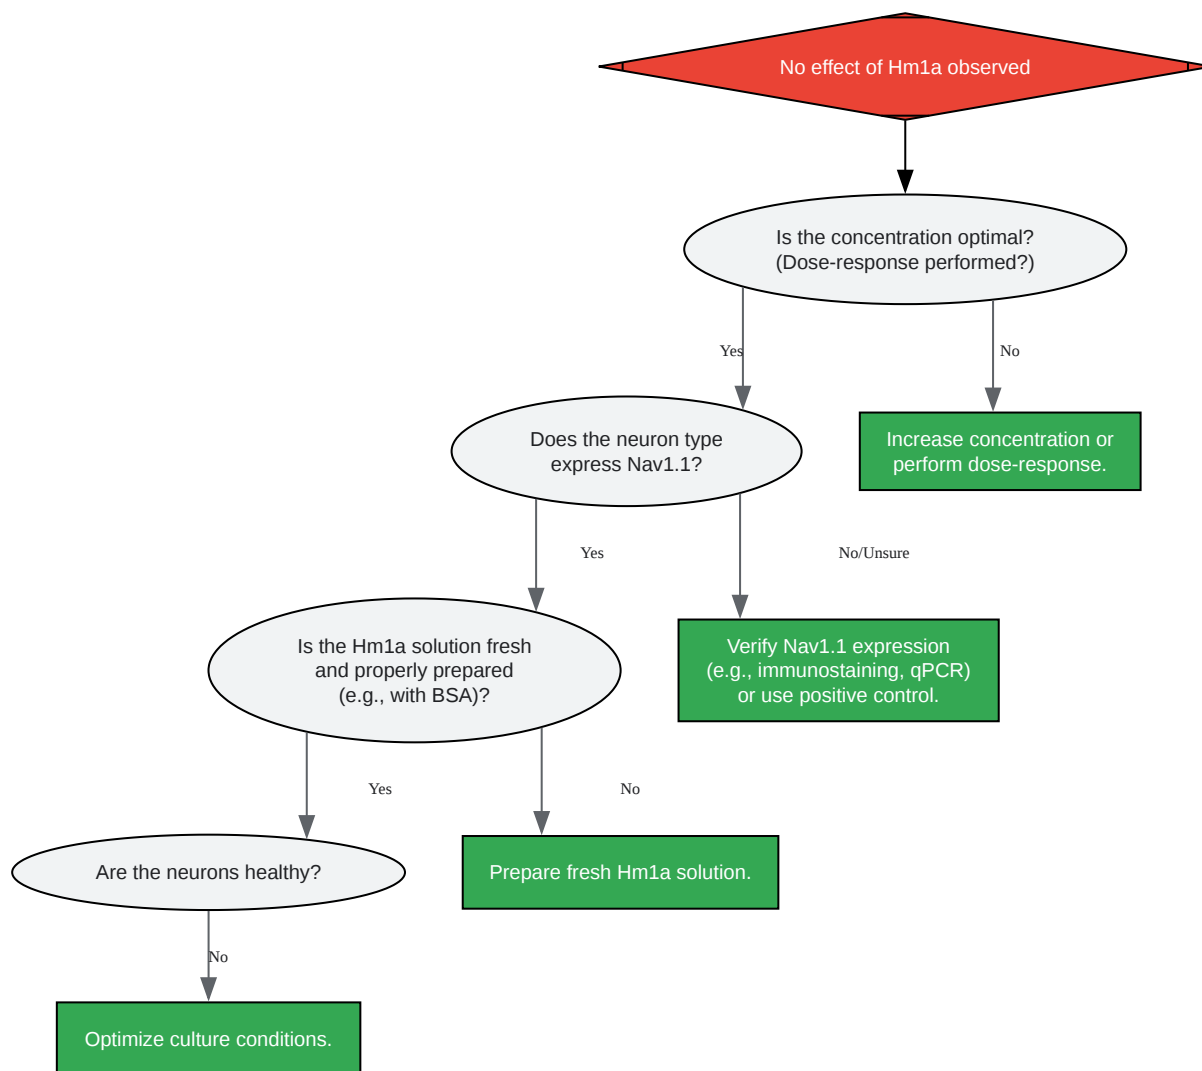 No effect of Hm1a observed
Is the concentration optimal?
(Dose-response performed?)
Yes
No
Does the neuron type
express Nav1.1?
Increase concentration or
perform dose-response.
Yes
No/Unsure
Is the Hm1a solution fresh
and properly prepared
(e.g., with BSA)?
Verify Nav1.1 expression
(e.g., immunostaining, qPCR)
or use positive control.
Yes
No
Are the neurons healthy?
Prepare fresh Hm1a solution.
No
Optimize culture conditions.